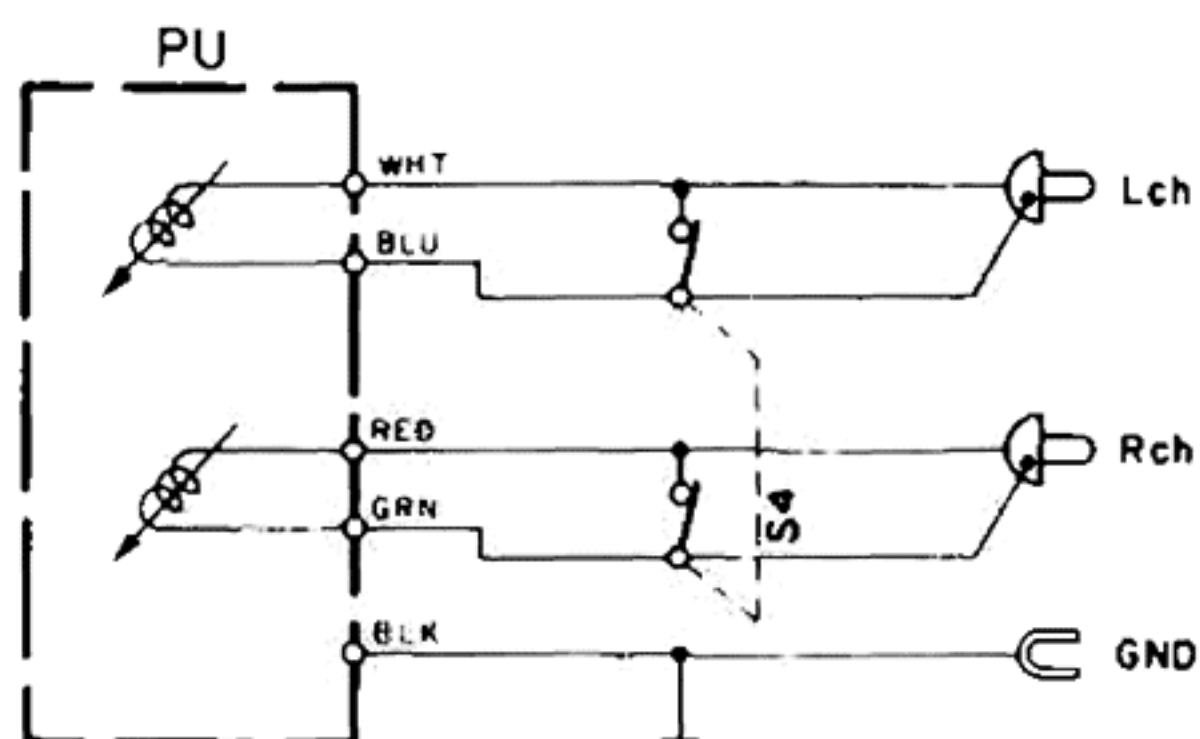 PU
WHT
Lch
BLU
RED
Rch
GRN
S4
BLK
GND